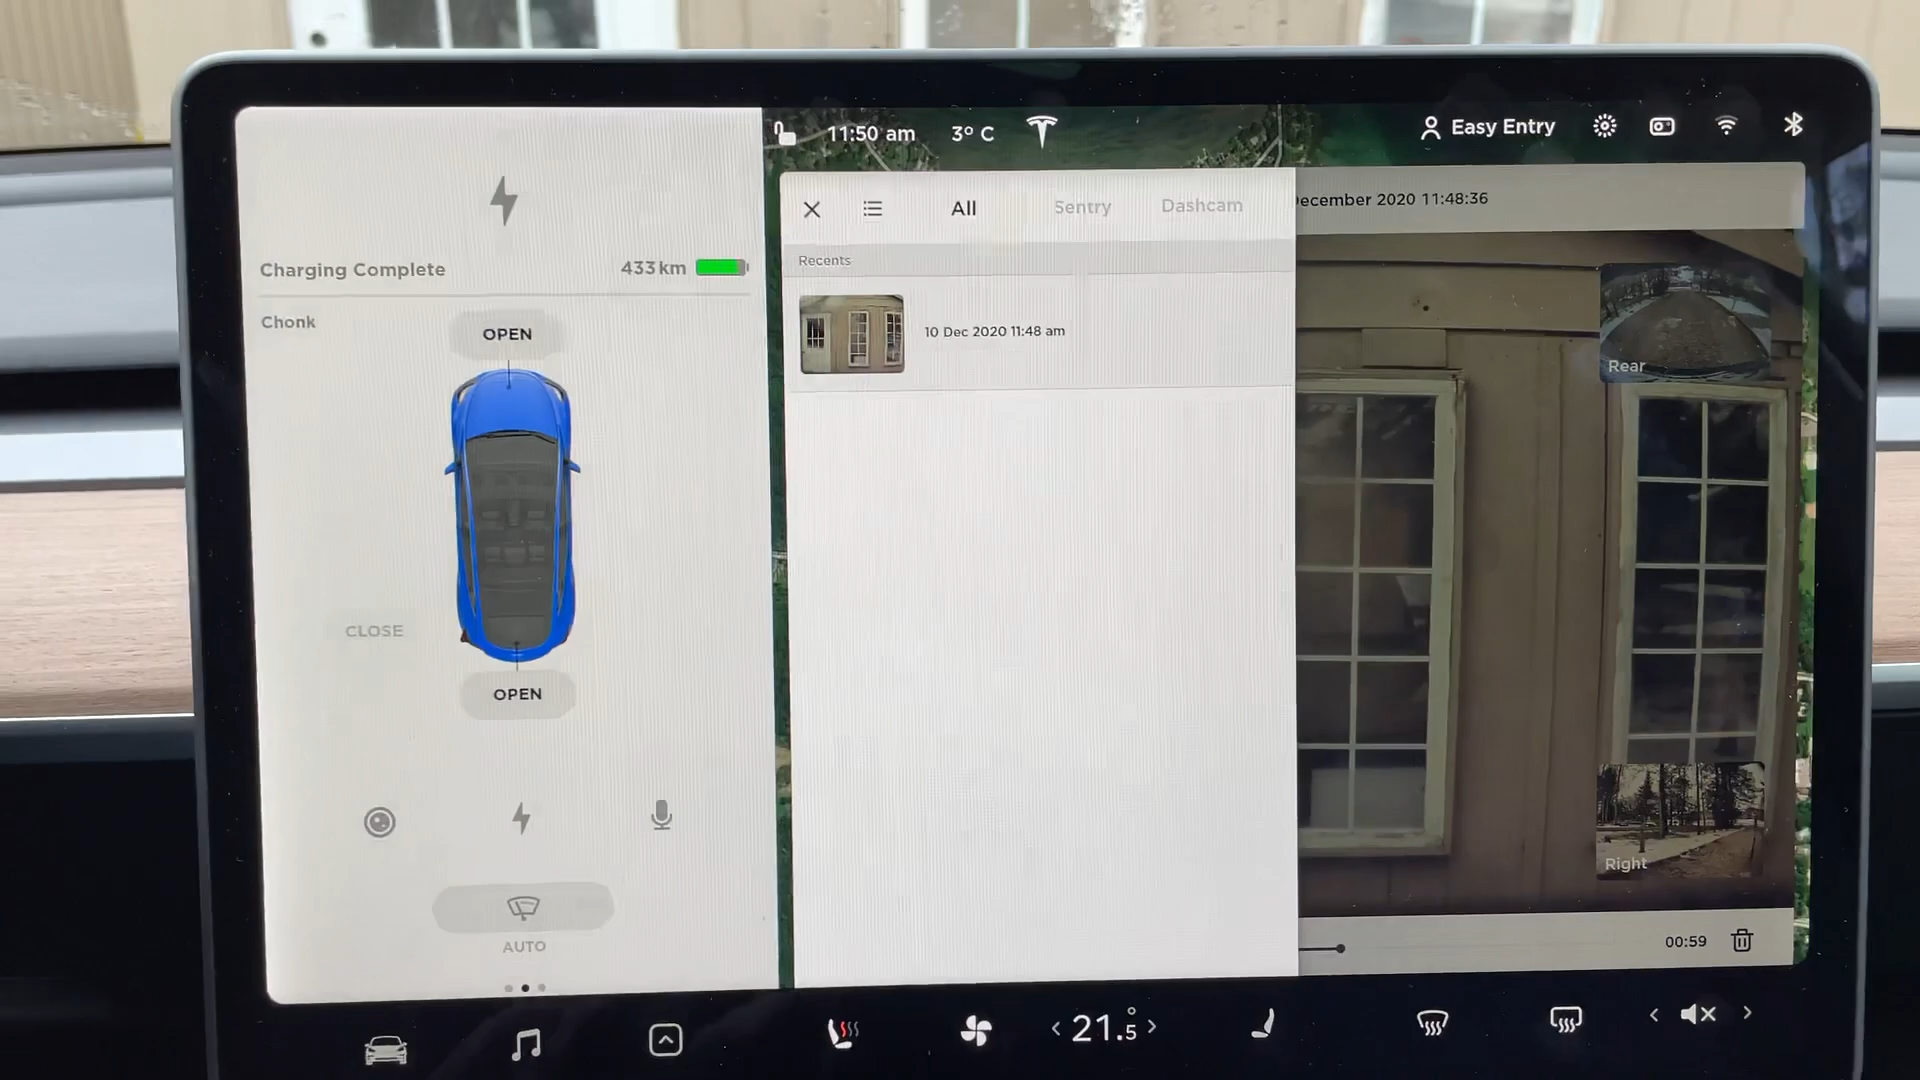 11:50 am 3° C Easy Entry
Charging Complete 433 km
Chonk
OPEN
CLOSE
OPEN
AUTO
All Sentry Dashcam
Recents
10 Dec 2020 11:48 am
ecember 2020 11:48:36
Rear
Right
00:59
< 21.5° >
< >